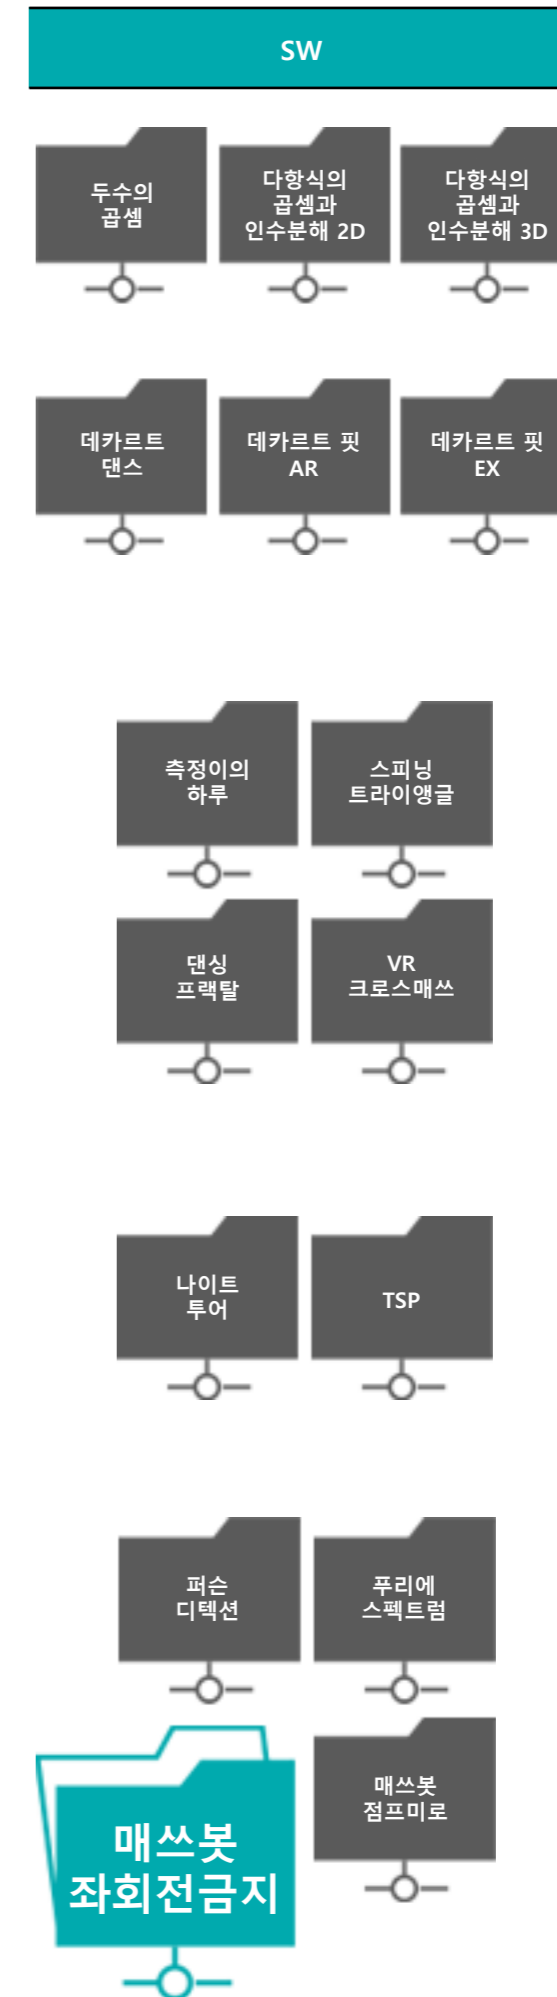 SW
두수의
곱셈
다항식의
곱셈과
인수분해 2D
다항식의
곱셈과
인수분해 3D
데카르트
댄스
데카르트 핏
AR
데카르트 핏
EX
측정이의
하루
스피닝
트라이앵글
댄싱
프랙탈
VR
크로스매쓰
나이트
투어
TSP
퍼슨
디텍션
푸리에
스펙트럼
매쓰봇
좌회전금지
매쓰봇
점프미로